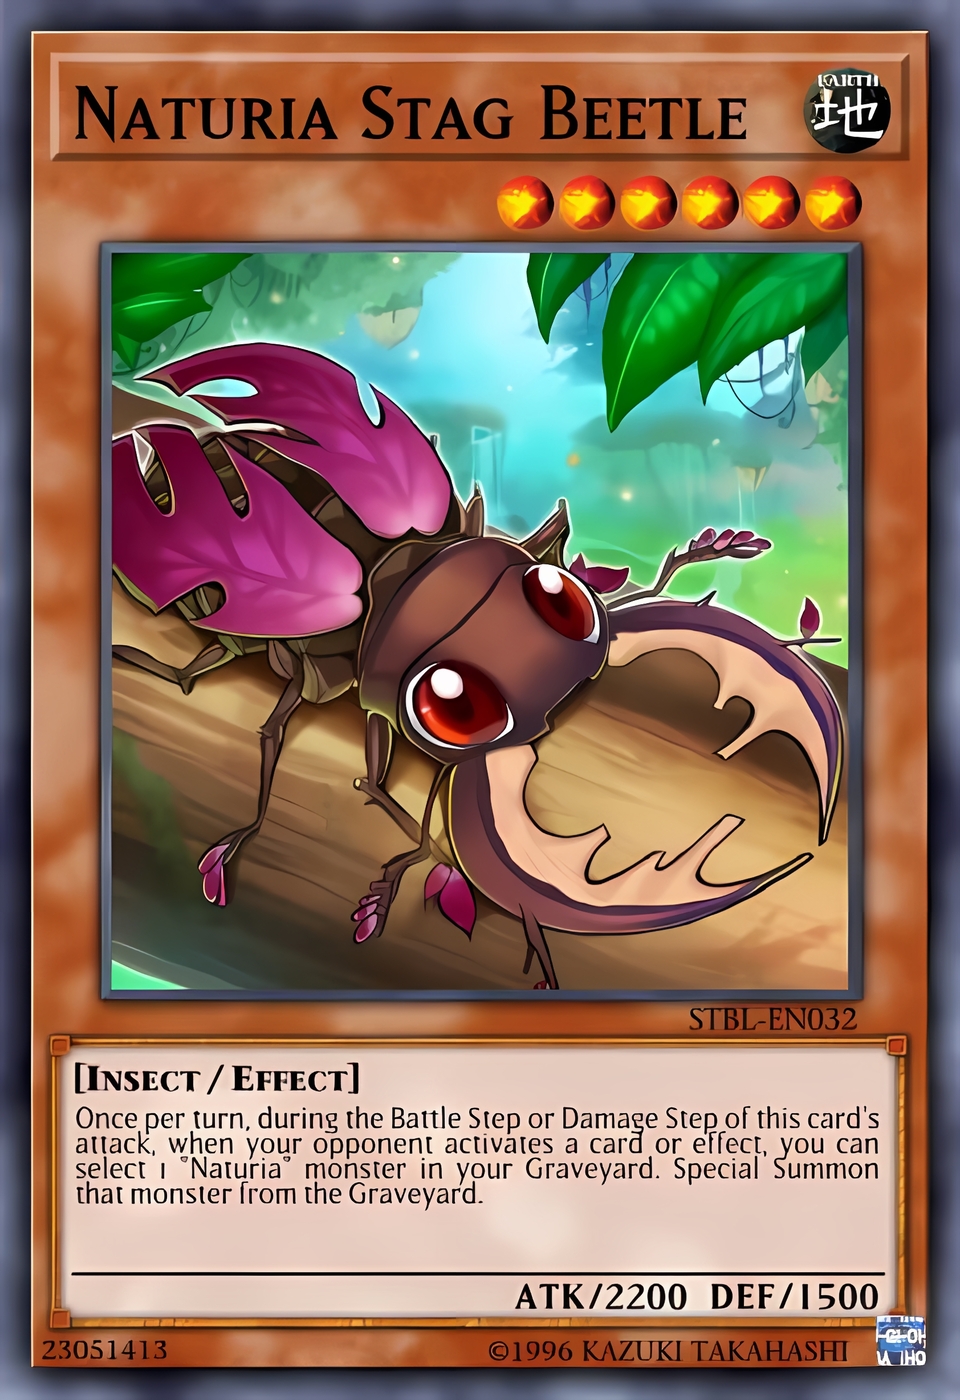 NATURIA STAG BEETLE
EARTH
地
STBL-EN032
[INSECT / EFFECT]
Once per turn, during the Battle Step or Damage Step of this card's
attack, when your opponent activates a card or effect, you can
select 1 "Naturia" monster in your Graveyard. Special Summon
that monster from the Graveyard.
ATK/2200 DEF/1500
23051413
©1996 KAZUKI TAKAHASHI